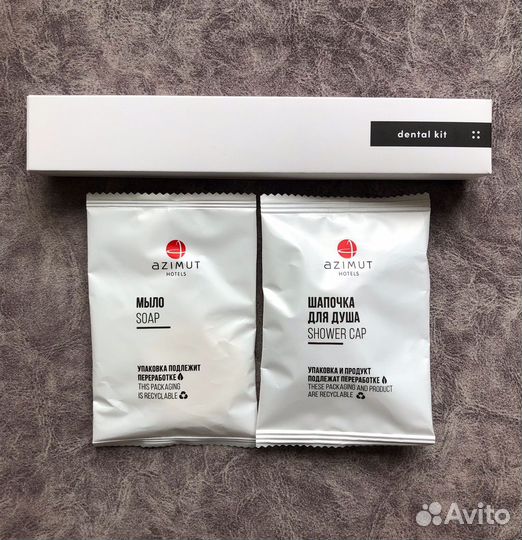 dental kit
AZIMUT
HOTELS
МЫЛО
SOAP
УПАКОВКА ПОДЛЕЖИТ
ПЕРЕРАБОТКЕ
THIS PACKAGING
IS RECYCLABLE
AZIMUT
HOTELS
ШАПОЧКА
ДЛЯ ДУША
SHOWER CAP
УПАКОВКА И ПРОДУКТ
ПОДЛЕЖАТ ПЕРЕРАБОТКЕ
THESE PACKAGING AND PRODUCT
ARE RECYCLABLE
Avito